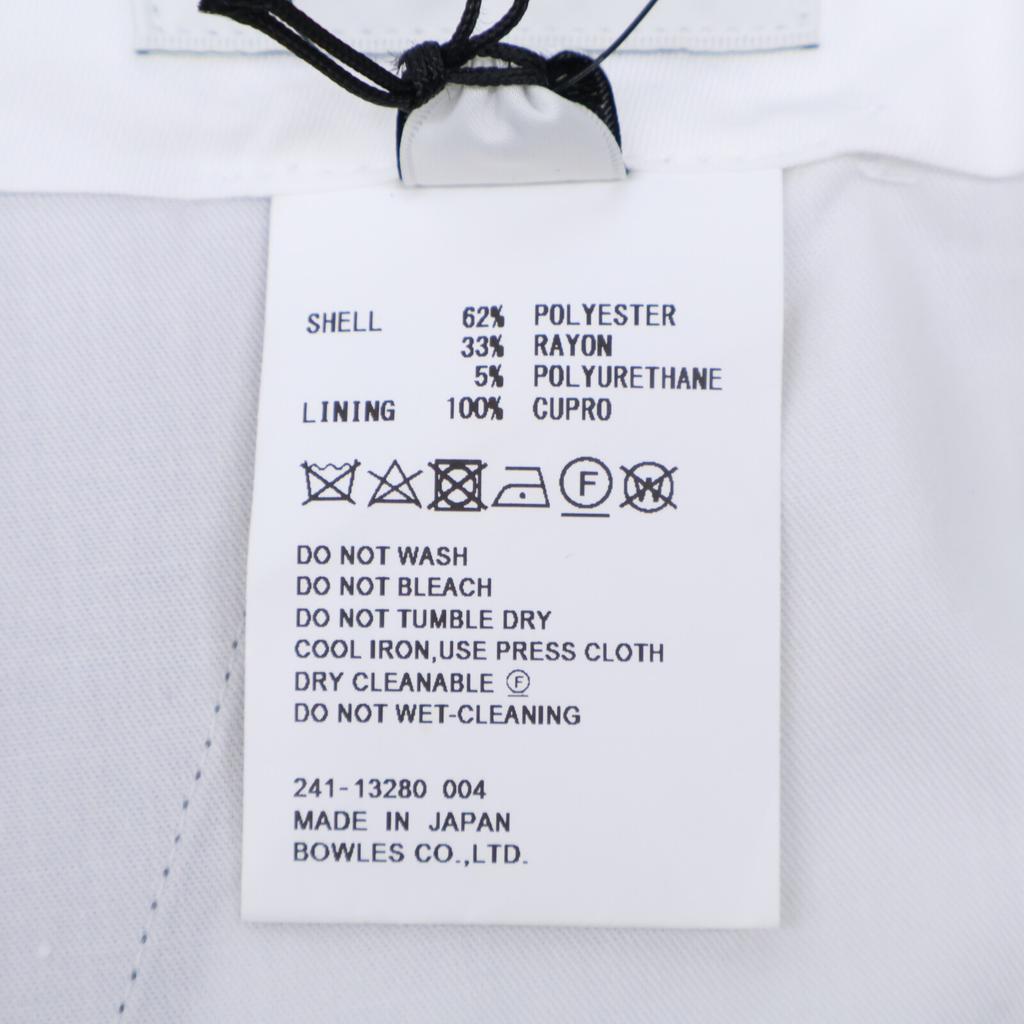 SHELL 62% POLYESTER
33% RAYON
5% POLYURETHANE
LINING 100% CUPRO
F W
DO NOT WASH
DO NOT BLEACH
DO NOT TUMBLE DRY
COOL IRON,USE PRESS CLOTH
DRY CLEANABLE Ⓕ
DO NOT WET-CLEANING
241-13280 004
MADE IN JAPAN
BOWLES CO.,LTD.